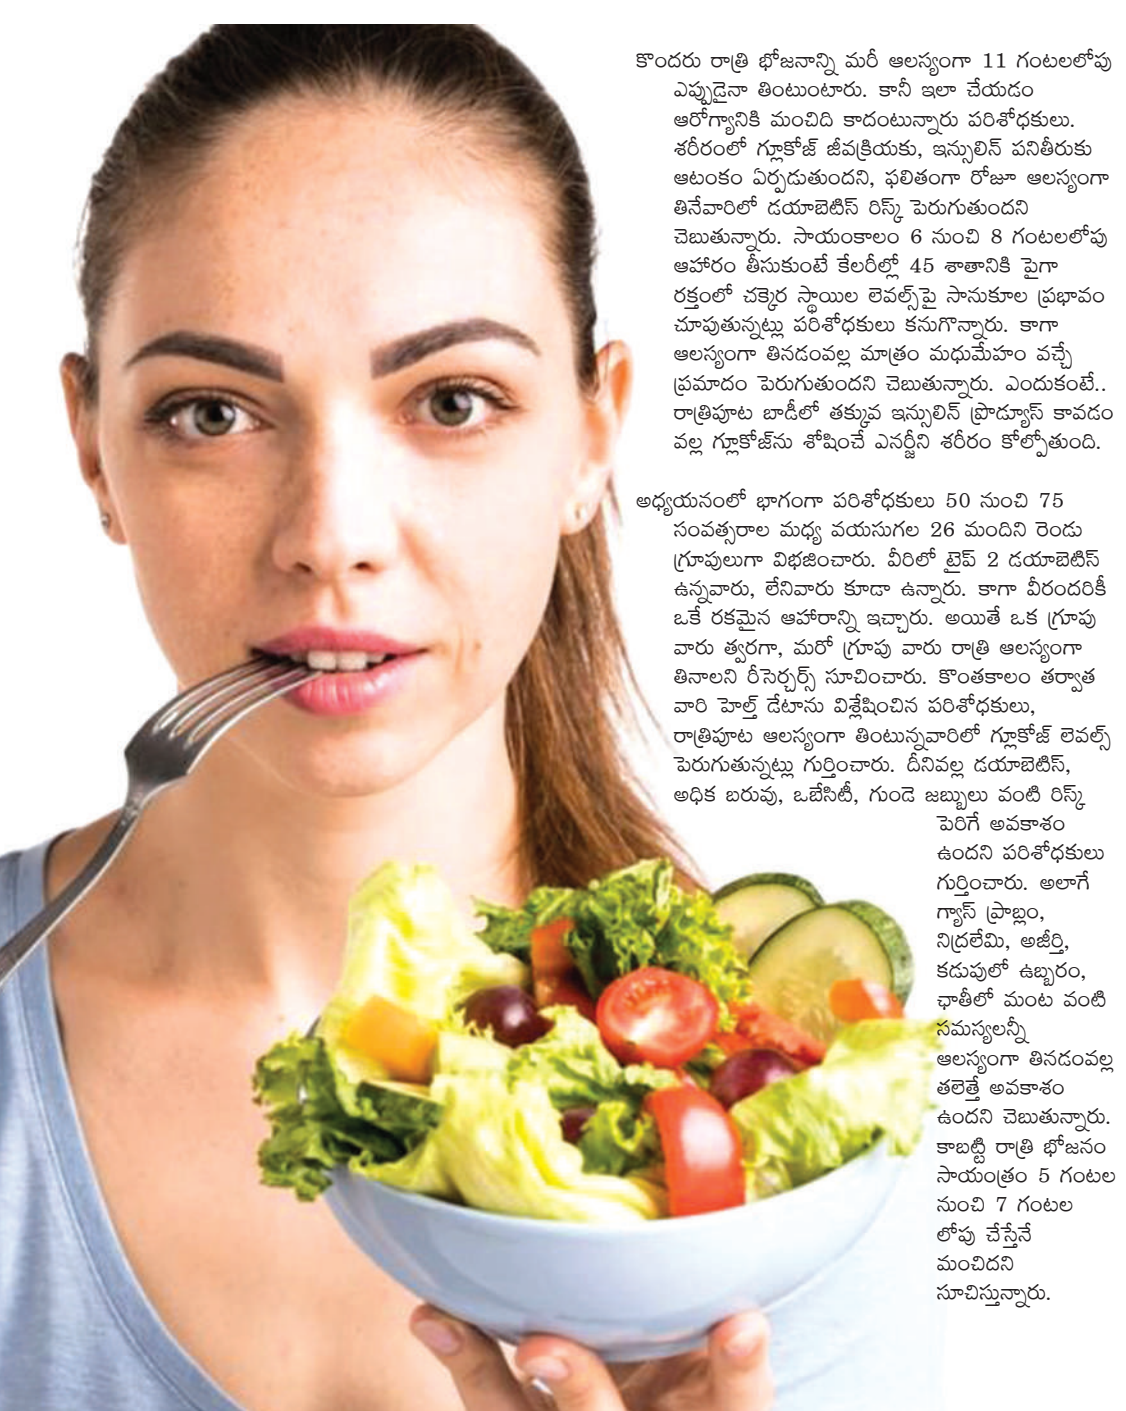 కొందరు రాత్రి భోజనాన్ని మరీ ఆలస్యంగా 11 గంటలలోపు
ఎప్పుడైనా తింటుంటారు. కానీ ఇలా చేయడం
ఆరోగ్యానికి మంచిది కాదంటున్నారు పరిశోధకులు.
శరీరంలో గ్లూకోజ్ జీవక్రియకు, ఇన్సులిన్ పనితీరుకు
ఆటంకం ఏర్పడుతుందని, ఫలితంగా రోజూ ఆలస్యంగా
తినేవారిలో డయాబెటిస్ రిస్క్ పెరుగుతుందని
చెబుతున్నారు. సాయంకాలం 6 నుంచి 8 గంటలలోపు
ఆహారం తీసుకుంటే కేలరీల్లో 45 శాతానికి పైగా
రక్తంలో చక్కెర స్థాయిల లెవల్స్‌పై సానుకూల ప్రభావం
చూపుతున్నట్లు పరిశోధకులు కనుగొన్నారు. కాగా
ఆలస్యంగా తినడంవల్ల మాత్రం మధుమేహం వచ్చే
ప్రమాదం పెరుగుతుందని చెబుతున్నారు. ఎందుకంటే..
రాత్రిపూట బాడీలో తక్కువ ఇన్సులిన్ ప్రొడ్యూస్ కావడం
వల్ల గ్లూకోజ్‌ను శోషించే ఎనర్జీని శరీరం కోల్పోతుంది.
అధ్యయనంలో భాగంగా పరిశోధకులు 50 నుంచి 75
సంవత్సరాల మధ్య వయసుగల 26 మందిని రెండు
గ్రూపులుగా విభజించారు. వీరిలో టైప్ 2 డయాబెటిస్
ఉన్నవారు, లేనివారు కూడా ఉన్నారు. కాగా వీరందరికీ
ఒకే రకమైన ఆహారాన్ని ఇచ్చారు. అయితే ఒక గ్రూపు
వారు త్వరగా, మరో గ్రూపు వారు రాత్రి ఆలస్యంగా
తినాలని రీసెర్చర్స్ సూచించారు. కొంతకాలం తర్వాత
వారి హెల్త్ డేటాను విశ్లేషించిన పరిశోధకులు,
రాత్రిపూట ఆలస్యంగా తింటున్నవారిలో గ్లూకోజ్ లెవల్స్
పెరుగుతున్నట్లు గుర్తించారు. దీనివల్ల డయాబెటిస్,
అధిక బరువు, ఒబేసిటీ, గుండె జబ్బులు వంటి రిస్క్
పెరిగే అవకాశం
ఉందని పరిశోధకులు
గుర్తించారు. అలాగే
గ్యాస్ ప్రాబ్లం,
నిద్రలేమి, అజీర్తి,
కడుపులో ఉబ్బరం,
ఛాతీలో మంట వంటి
సమస్యలన్నీ
ఆలస్యంగా తినడంవల్ల
తలెత్తే అవకాశం
ఉందని చెబుతున్నారు.
కాబట్టి రాత్రి భోజనం
సాయంత్రం 5 గంటల
నుంచి 7 గంటల
లోపు చేస్తేనే
మంచిదని
సూచిస్తున్నారు.